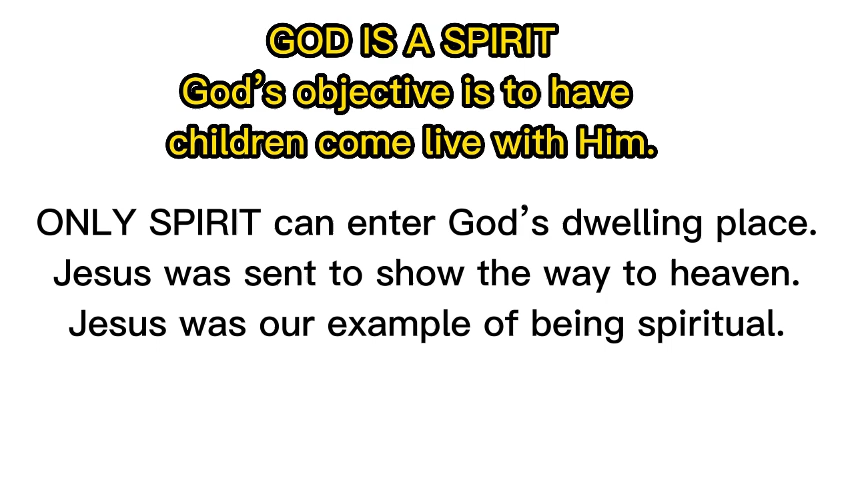 GOD IS A SPIRIT
God’s objective is to have
children come live with Him.
ONLY SPIRIT can enter God’s dwelling place.
Jesus was sent to show the way to heaven.
Jesus was our example of being spiritual.